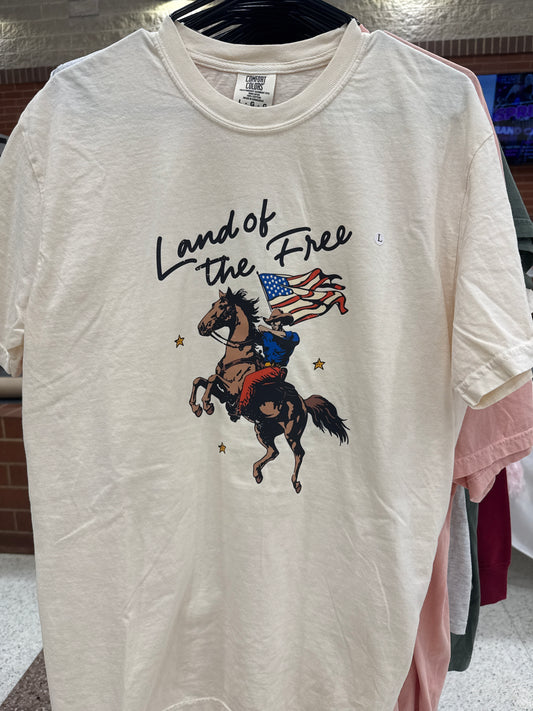 COMFORT
COLORS
Land of
the Free
L